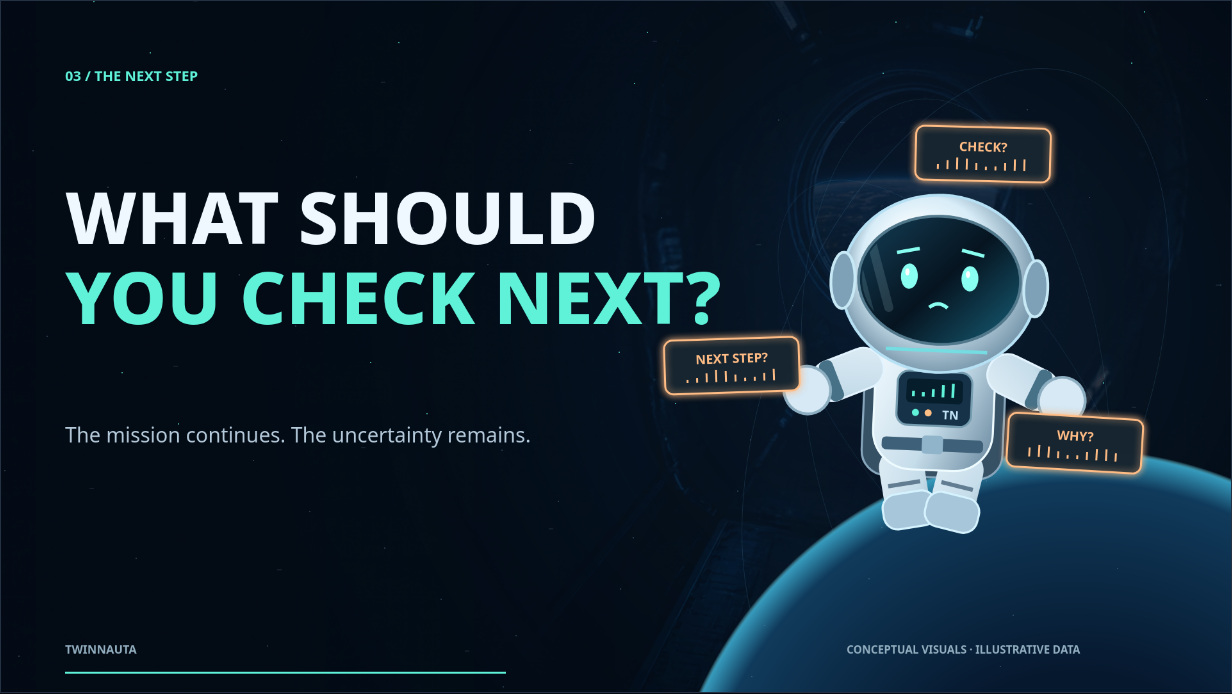 03 / THE NEXT STEP
CHECK?
WHAT SHOULD
YOU CHECK NEXT?
NEXT STEP?
TN
WHY?
The mission continues. The uncertainty remains.
TWINNAUTA
CONCEPTUAL VISUALS · ILLUSTRATIVE DATA